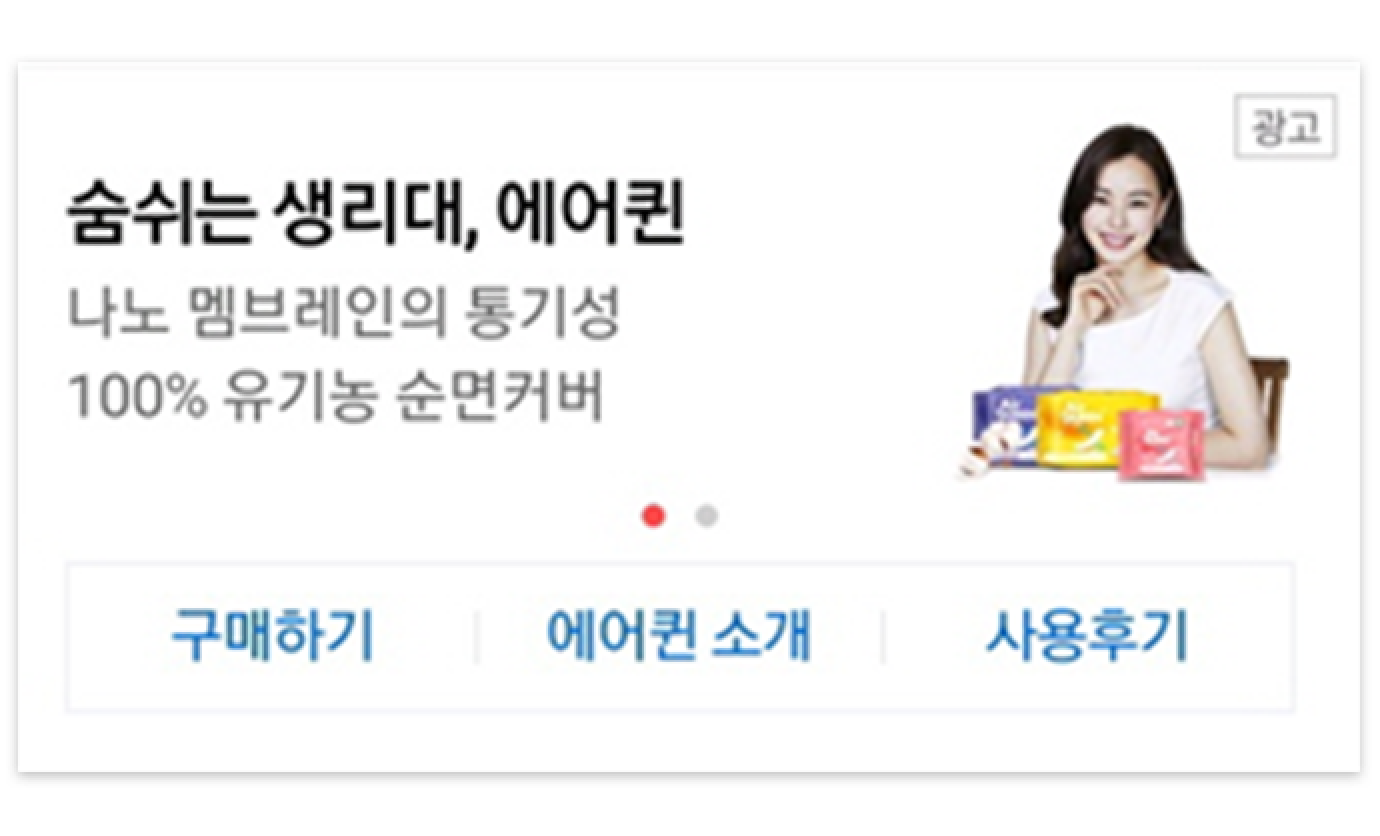 광고
숨쉬는 생리대, 에어퀸
나노 멤브레인의 통기성
100% 유기농 순면커버
구매하기
에어퀸 소개
사용후기